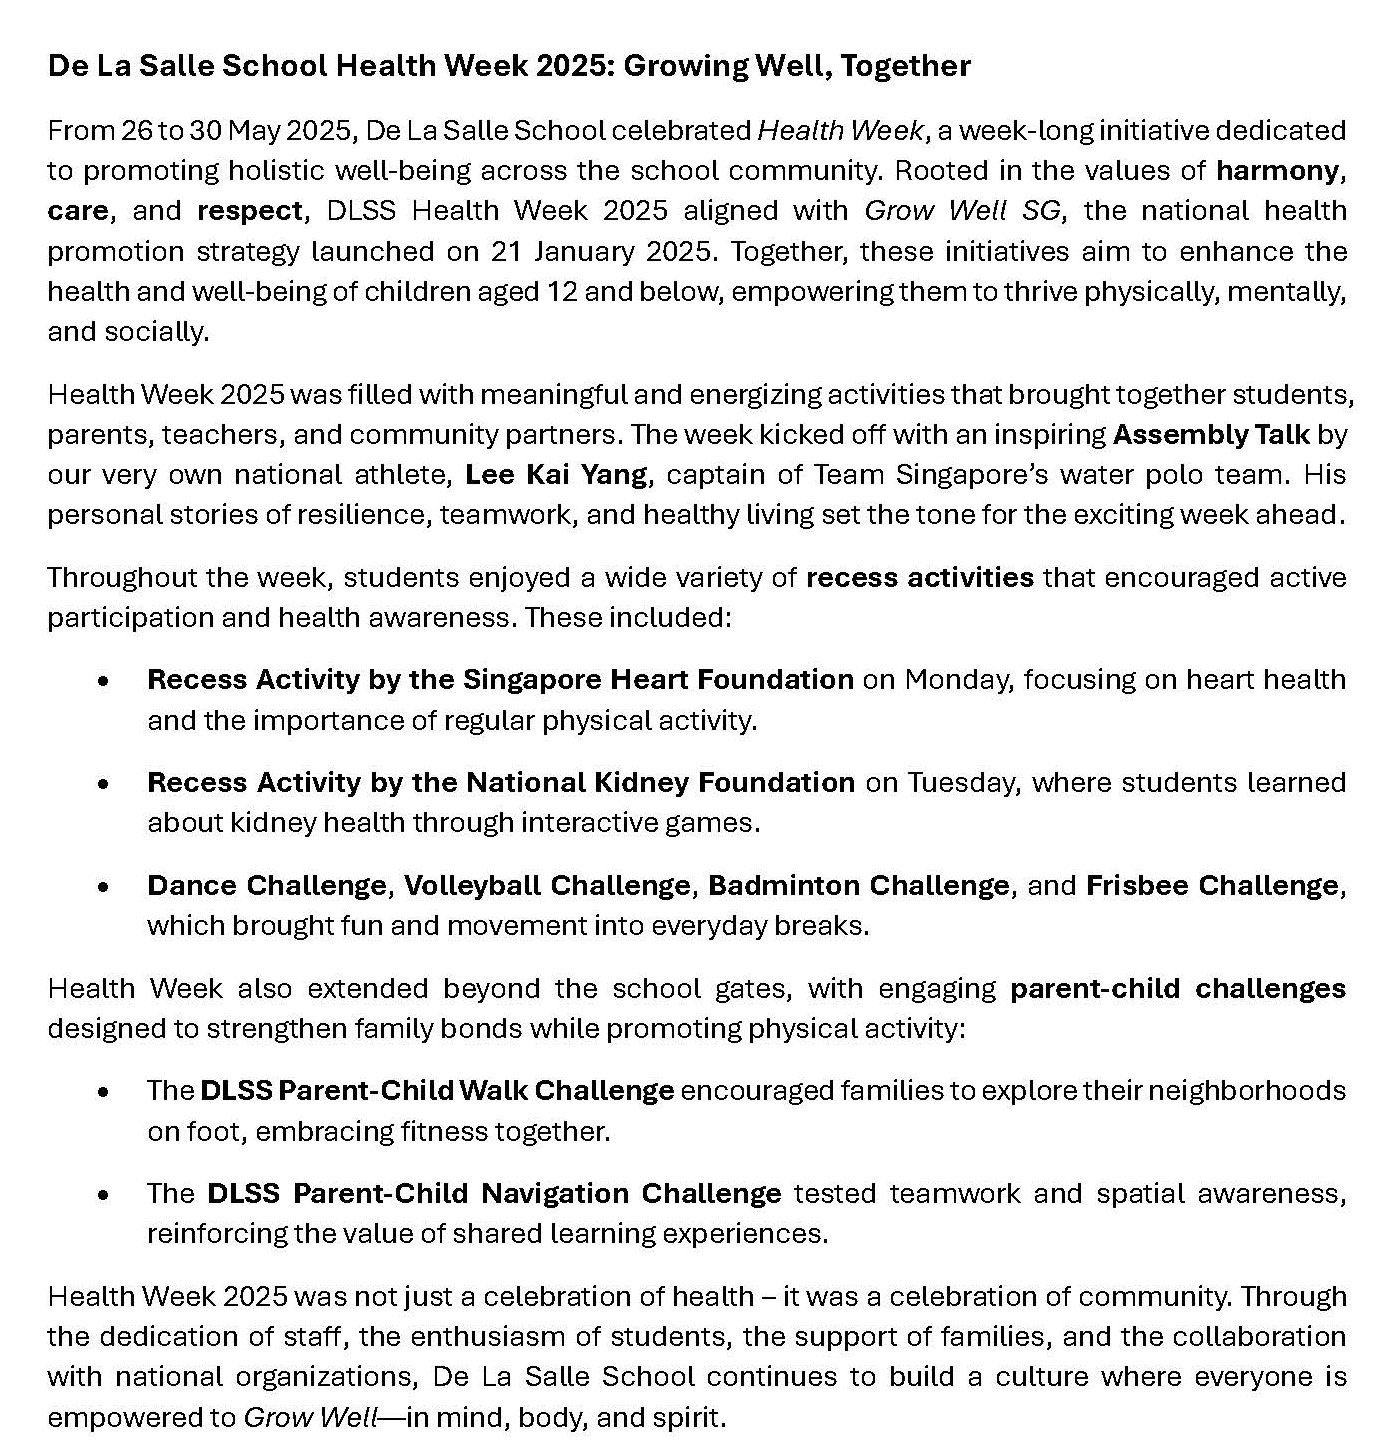 De La Salle School Health Week 2025: Growing Well, Together
From 26 to 30 May 2025, De La Salle School celebrated Health Week, a week-long initiative dedicated
to promoting holistic well-being across the school community. Rooted in the values of harmony,
care, and respect, DLSS Health Week 2025 aligned with Grow Well SG, the national health
promotion strategy launched on 21 January 2025. Together, these initiatives aim to enhance the
health and well-being of children aged 12 and below, empowering them to thrive physically, mentally,
and socially.
Health Week 2025 was filled with meaningful and energizing activities that brought together students,
parents, teachers, and community partners. The week kicked off with an inspiring Assembly Talk by
our very own national athlete, Lee Kai Yang, captain of Team Singapore’s water polo team. His
personal stories of resilience, teamwork, and healthy living set the tone for the exciting week ahead.
Throughout the week, students enjoyed a wide variety of recess activities that encouraged active
participation and health awareness. These included:
• Recess Activity by the Singapore Heart Foundation on Monday, focusing on heart health
and the importance of regular physical activity.
• Recess Activity by the National Kidney Foundation on Tuesday, where students learned
about kidney health through interactive games.
• Dance Challenge, Volleyball Challenge, Badminton Challenge, and Frisbee Challenge,
which brought fun and movement into everyday breaks.
Health Week also extended beyond the school gates, with engaging parent-child challenges
designed to strengthen family bonds while promoting physical activity:
• The DLSS Parent-Child Walk Challenge encouraged families to explore their neighborhoods
on foot, embracing fitness together.
• The DLSS Parent-Child Navigation Challenge tested teamwork and spatial awareness,
reinforcing the value of shared learning experiences.
Health Week 2025 was not just a celebration of health – it was a celebration of community. Through
the dedication of staff, the enthusiasm of students, the support of families, and the collaboration
with national organizations, De La Salle School continues to build a culture where everyone is
empowered to Grow Well—in mind, body, and spirit.